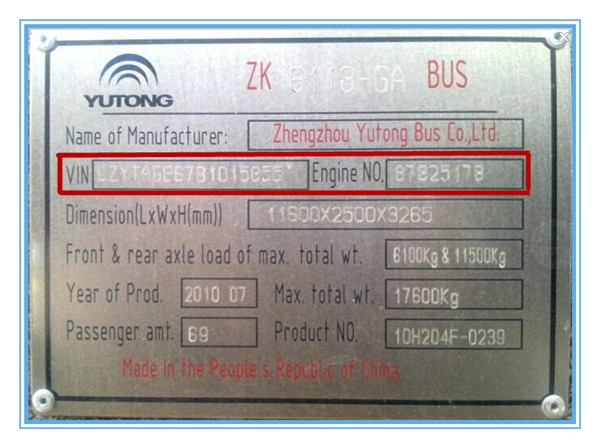 YUTONG
ZK 6118HGA BUS
Name of Manufacturer: Zhengzhou Yutong Bus Co.,Ltd.
VIN Engine NO. 87825178
Dimension(LxWxH(mm)) 11600X2500X3265
Front & rear axle load of max. total wt. 6100Kg & 11500Kg
Year of Prod. 2010 07 Max. total wt. 17600Kg
Passenger amt. 69 Product NO. 10H204F-0239
Made In the People's Republic of China